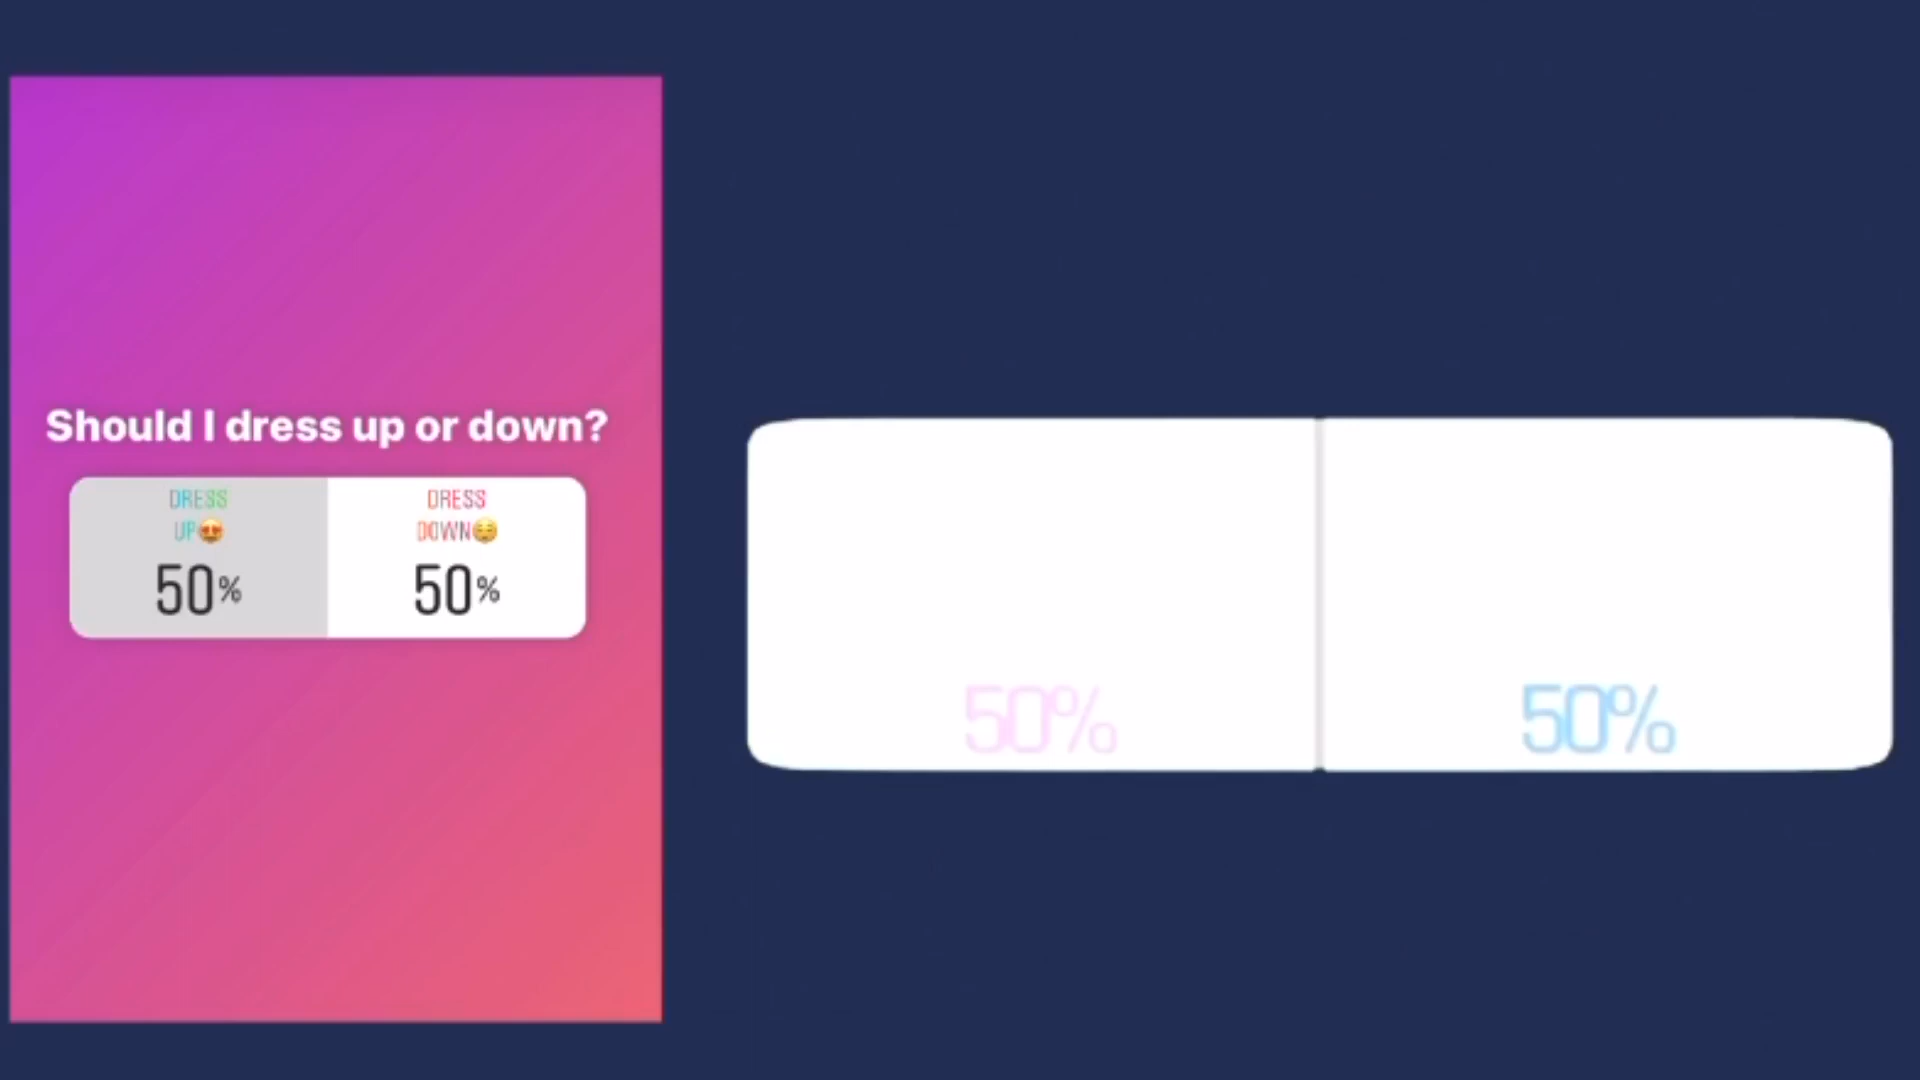 Should I dress up or down?
DRESS
UP😍
50%
DRESS
DOWN😌
50%
50%
50%